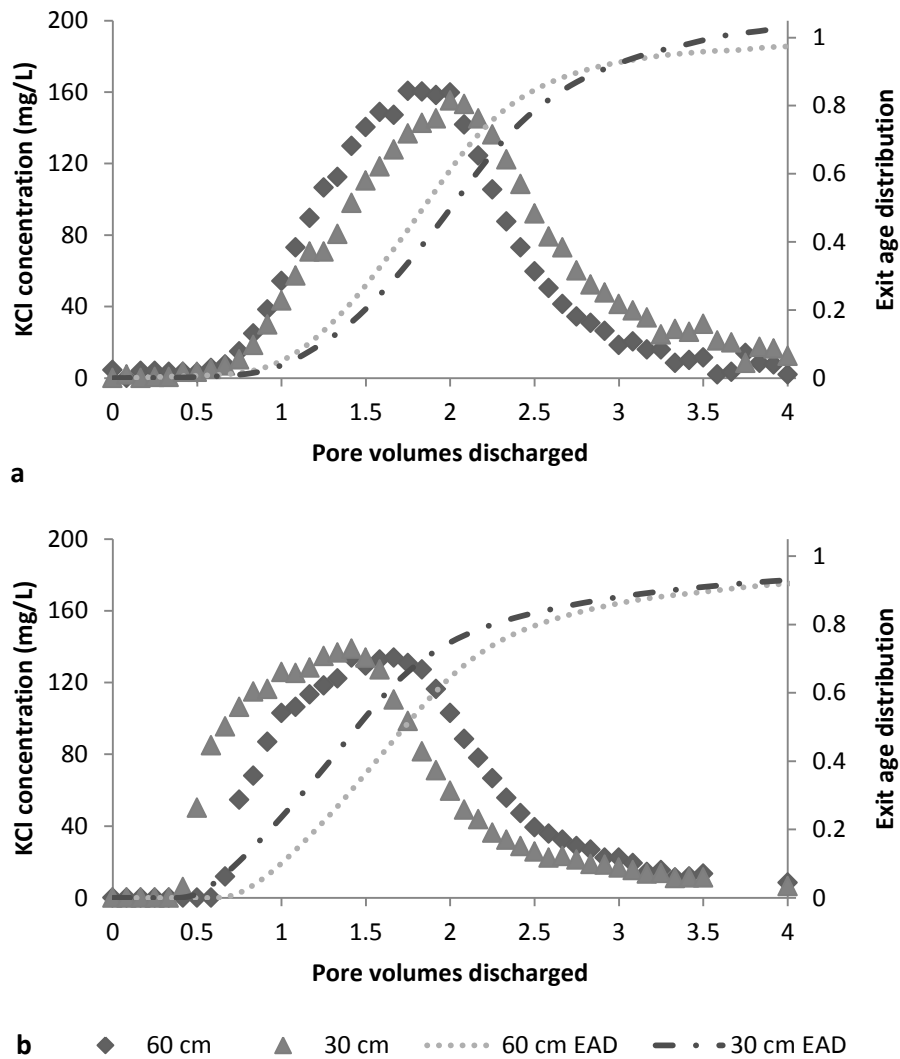 200
160
120
80
40
0
KCl concentration (mg/L)
1
0.8
0.6
0.4
0.2
0
Exit age distribution
0 0.5 1 1.5 2 2.5 3 3.5 4
Pore volumes discharged
a
200
160
120
80
40
0
KCl concentration (mg/L)
1
0.8
0.6
0.4
0.2
0
Exit age distribution
0 0.5 1 1.5 2 2.5 3 3.5 4
Pore volumes discharged
b 60 cm 30 cm 60 cm EAD 30 cm EAD